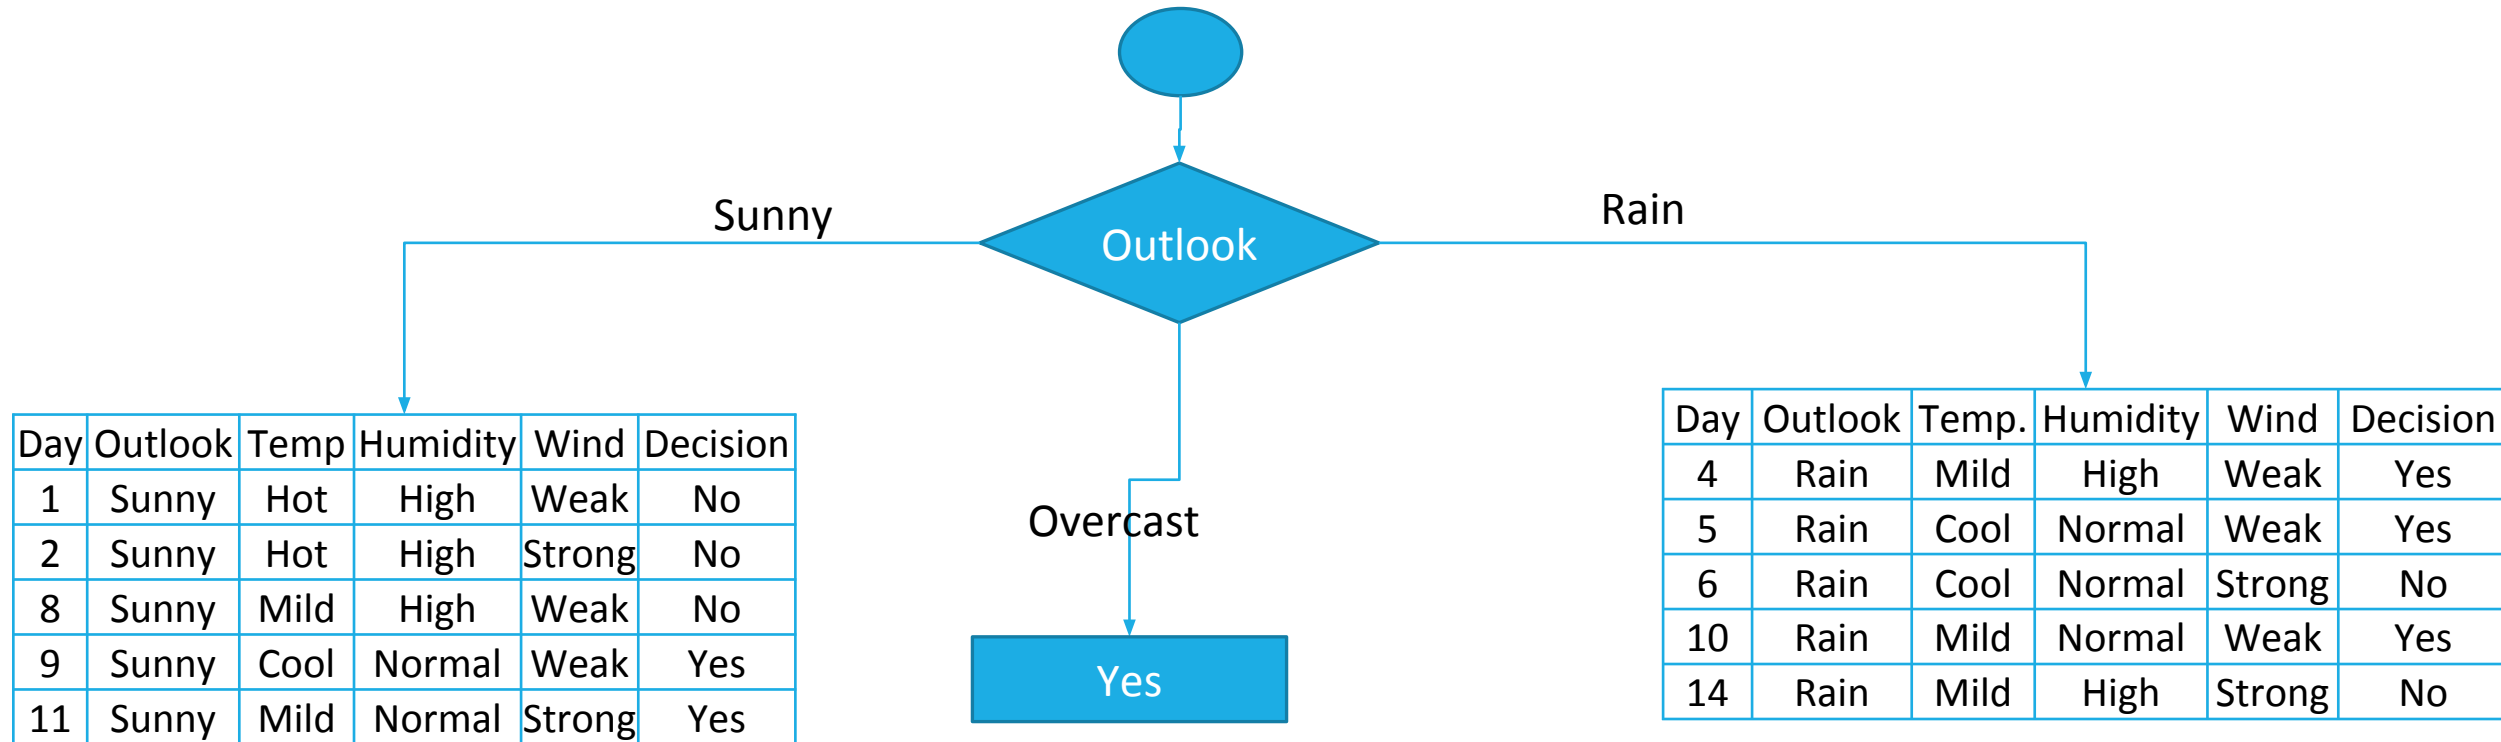 Outlook
Sunny
Rain
Overcast
Yes
Day Outlook Temp Humidity Wind Decision
1 Sunny Hot High Weak No
2 Sunny Hot High Strong No
8 Sunny Mild High Weak No
9 Sunny Cool Normal Weak Yes
11 Sunny Mild Normal Strong Yes
Day Outlook Temp. Humidity Wind Decision
4 Rain Mild High Weak Yes
5 Rain Cool Normal Weak Yes
6 Rain Cool Normal Strong No
10 Rain Mild Normal Weak Yes
14 Rain Mild High Strong No